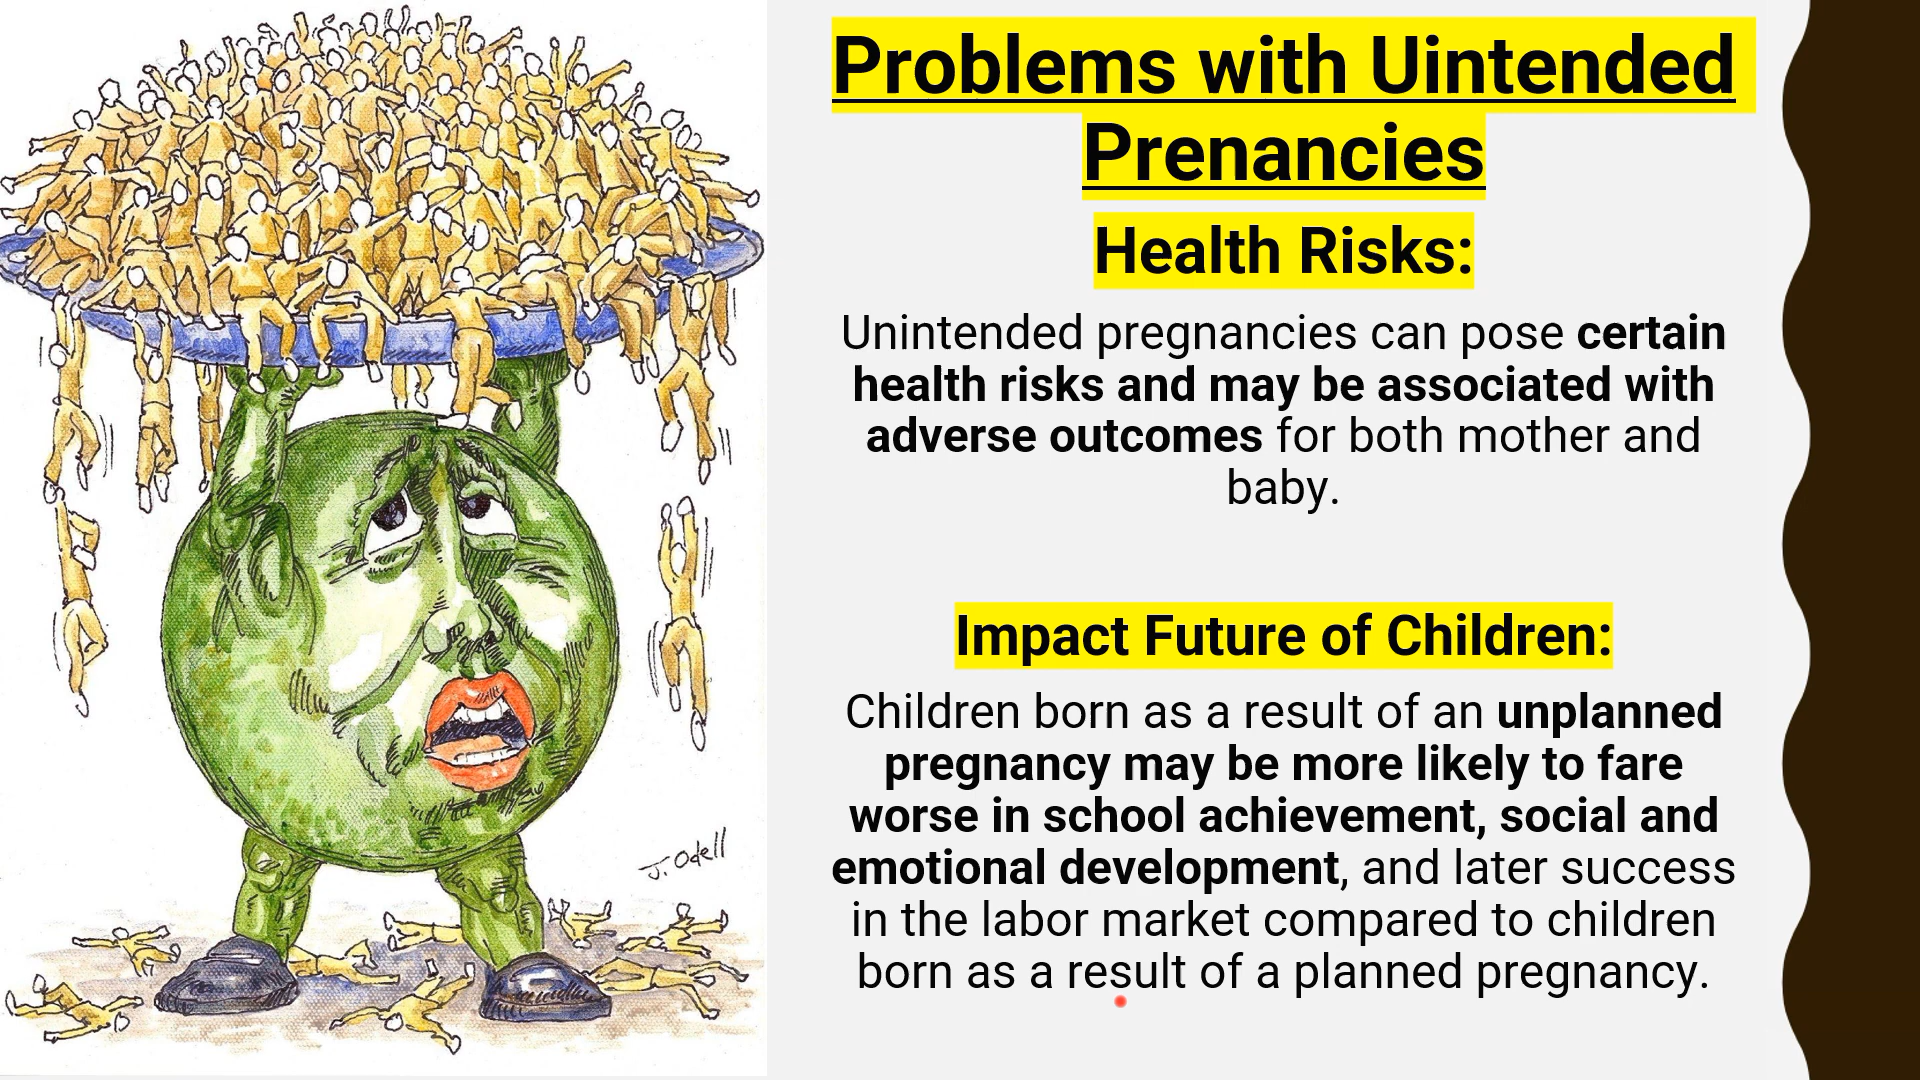 Problems with Uintended
Prenancies
Health Risks:
Unintended pregnancies can pose certain
health risks and may be associated with
adverse outcomes for both mother and
baby.
Impact Future of Children:
Children born as a result of an unplanned
pregnancy may be more likely to fare
worse in school achievement, social and
emotional development, and later success
in the labor market compared to children
born as a result of a planned pregnancy.
J. Odell